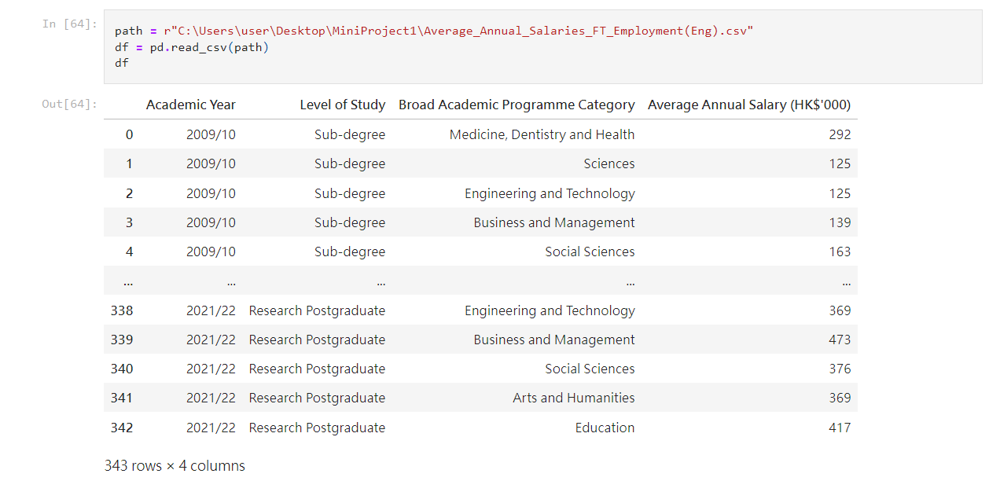 In [64]:
path = r"C:\Users\user\Desktop\MiniProject1\Average_Annual_Salaries_FT_Employment(Eng).csv"
df = pd.read_csv(path)
df
Out[64]:
Academic Year Level of Study Broad Academic Programme Category Average Annual Salary (HK$'000)
0 2009/10 Sub-degree Medicine, Dentistry and Health 292
1 2009/10 Sub-degree Sciences 125
2 2009/10 Sub-degree Engineering and Technology 125
3 2009/10 Sub-degree Business and Management 139
4 2009/10 Sub-degree Social Sciences 163
... ... ... ... ...
338 2021/22 Research Postgraduate Engineering and Technology 369
339 2021/22 Research Postgraduate Business and Management 473
340 2021/22 Research Postgraduate Social Sciences 376
341 2021/22 Research Postgraduate Arts and Humanities 369
342 2021/22 Research Postgraduate Education 417
343 rows × 4 columns